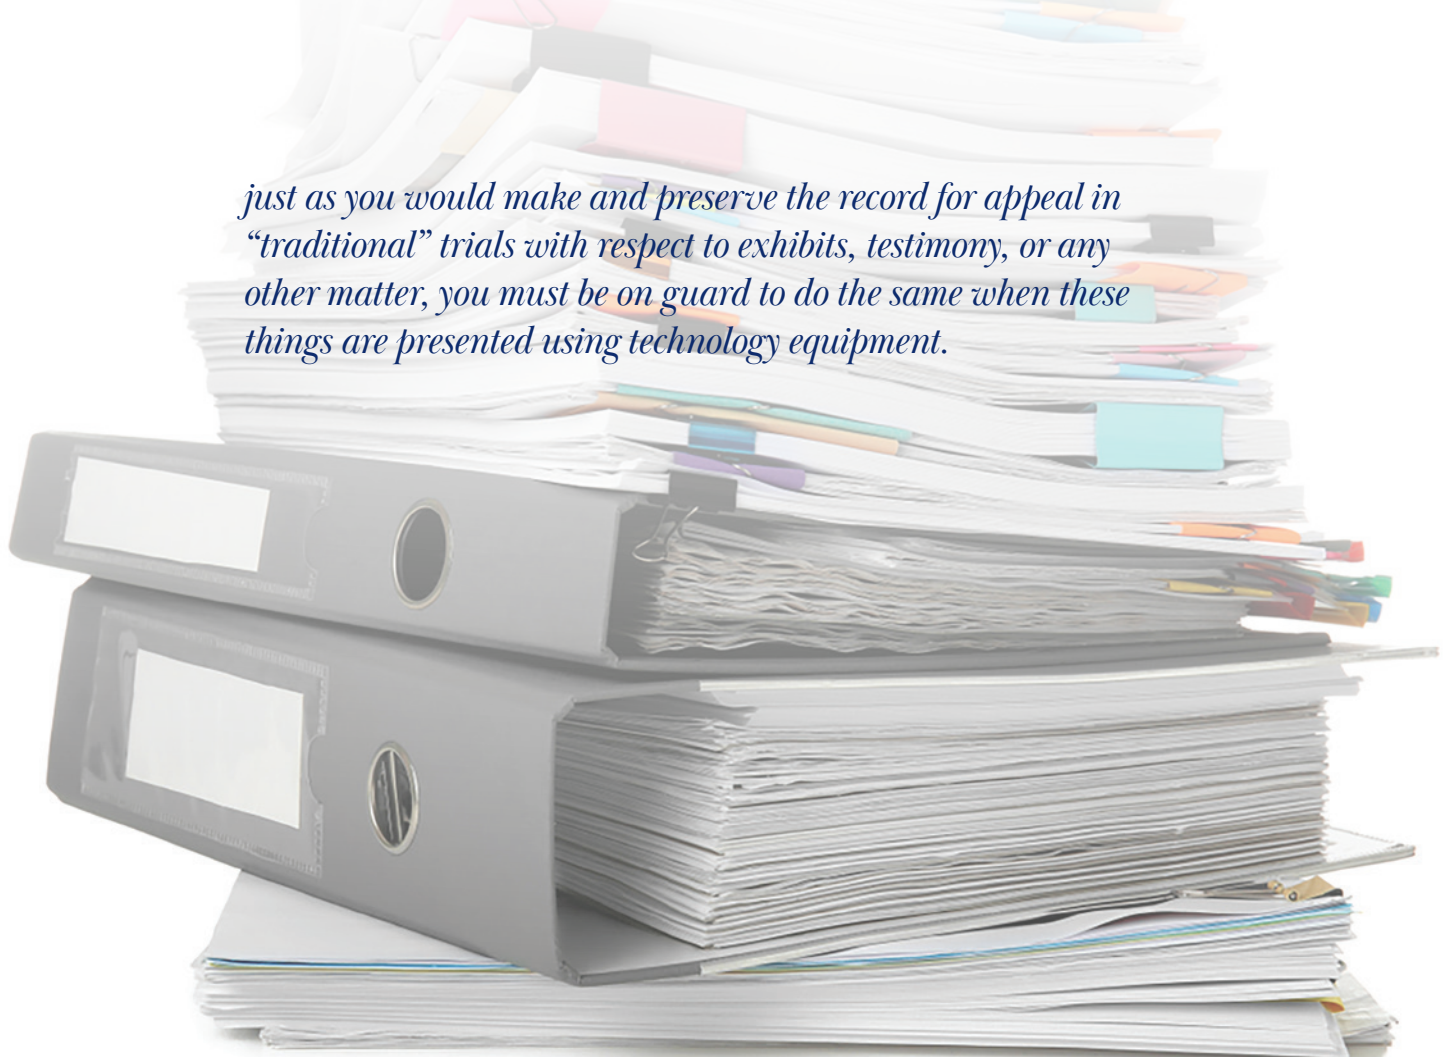 just as you would make and preserve the record for appeal in
“traditional” trials with respect to exhibits, testimony, or any
other matter, you must be on guard to do the same when these
things are presented using technology equipment.